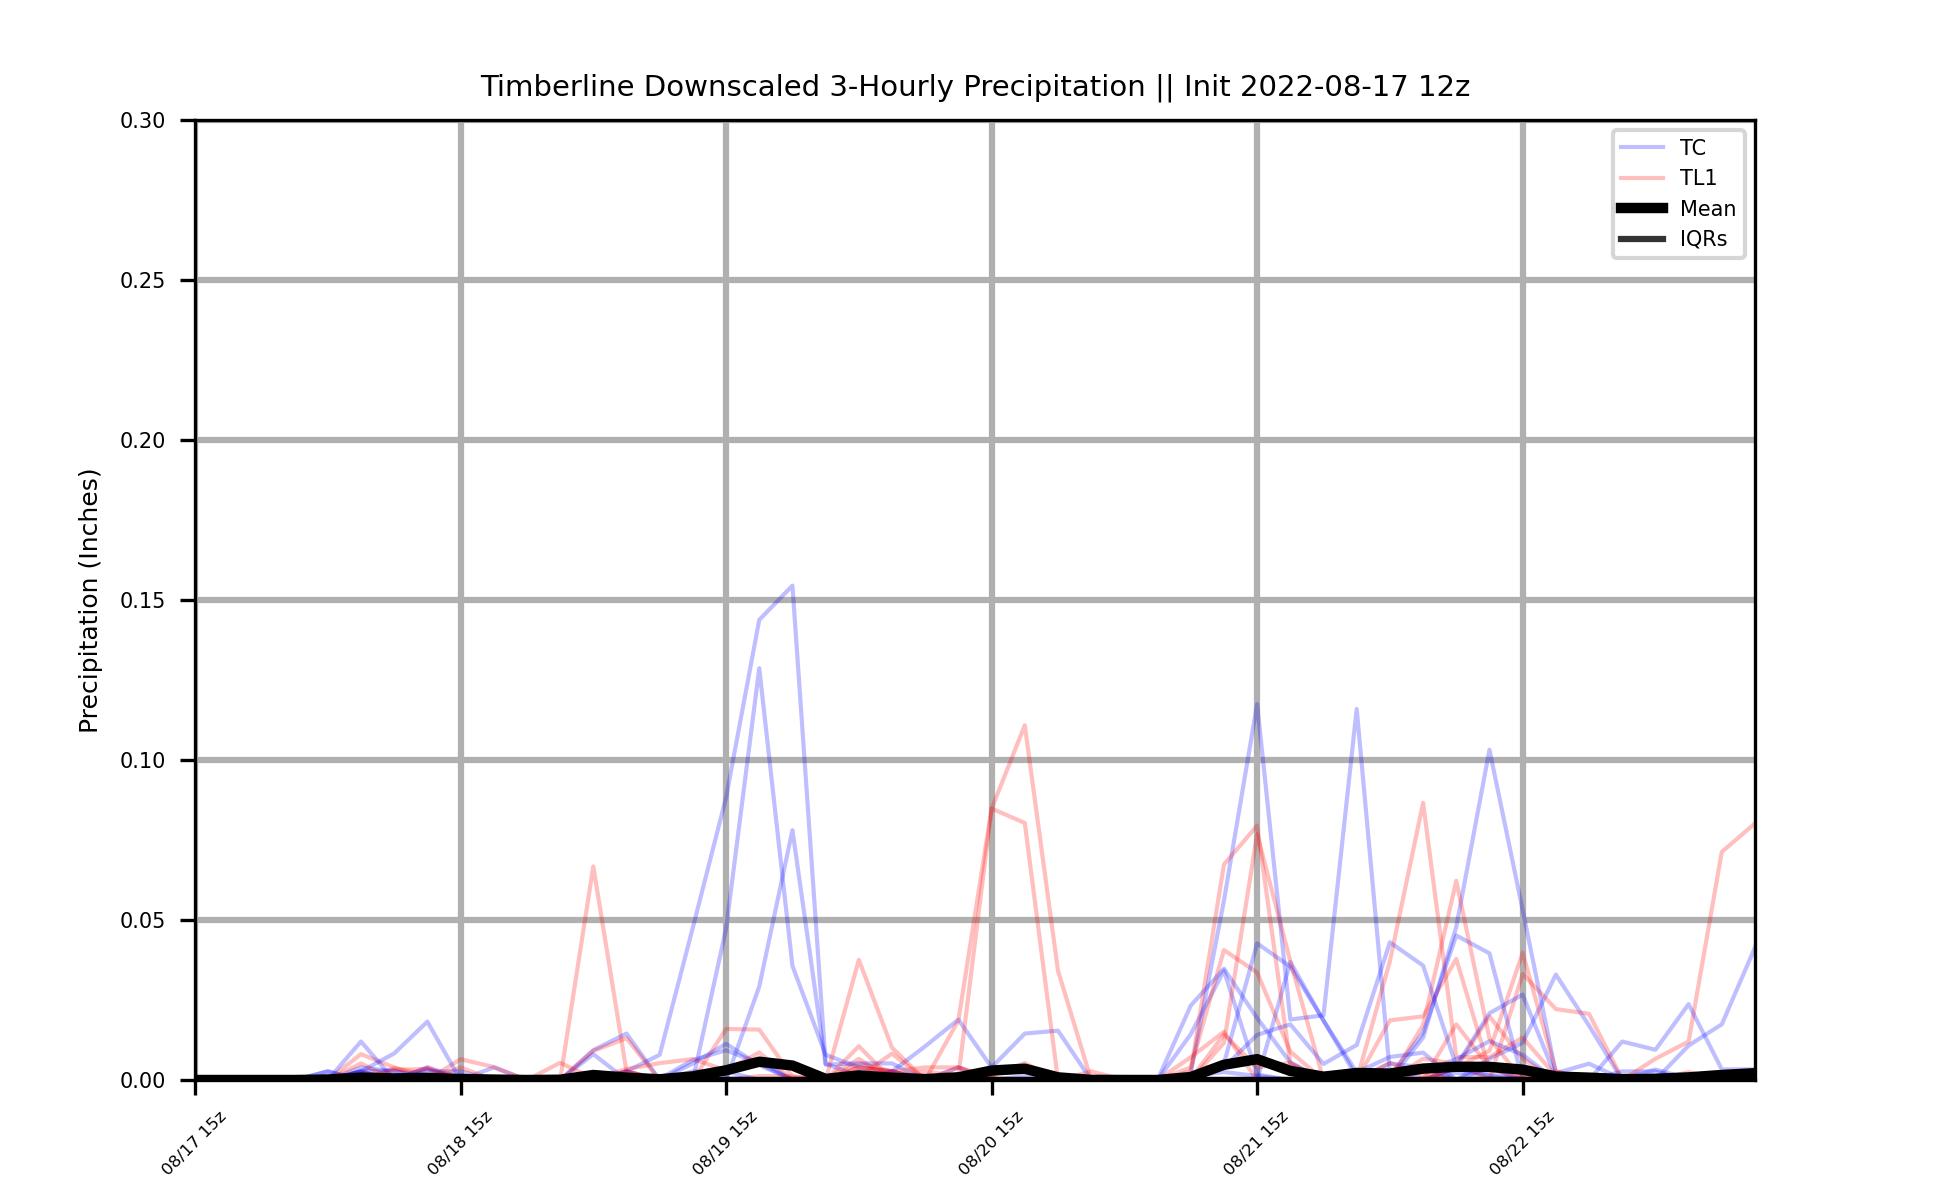 Timberline Downscaled 3-Hourly Precipitation || Init 2022-08-17 12z
0.30
0.25
0.20
0.15
0.10
0.05
0.00
Precipitation (Inches)
TC
TL1
Mean
IQRs
08/17 15z
08/18 15z
08/19 15z
08/20 15z
08/21 15z
08/22 15z